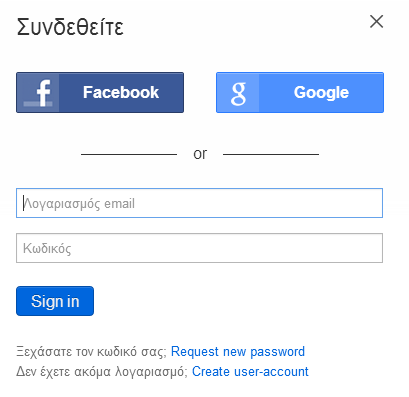 Συνδεθείτε
Facebook
Google
or
Λογαριασμός email
Κωδικός
Sign in
Ξεχάσατε τον κωδικό σας; Request new password
Δεν έχετε ακόμα λογαριασμό; Create user-account